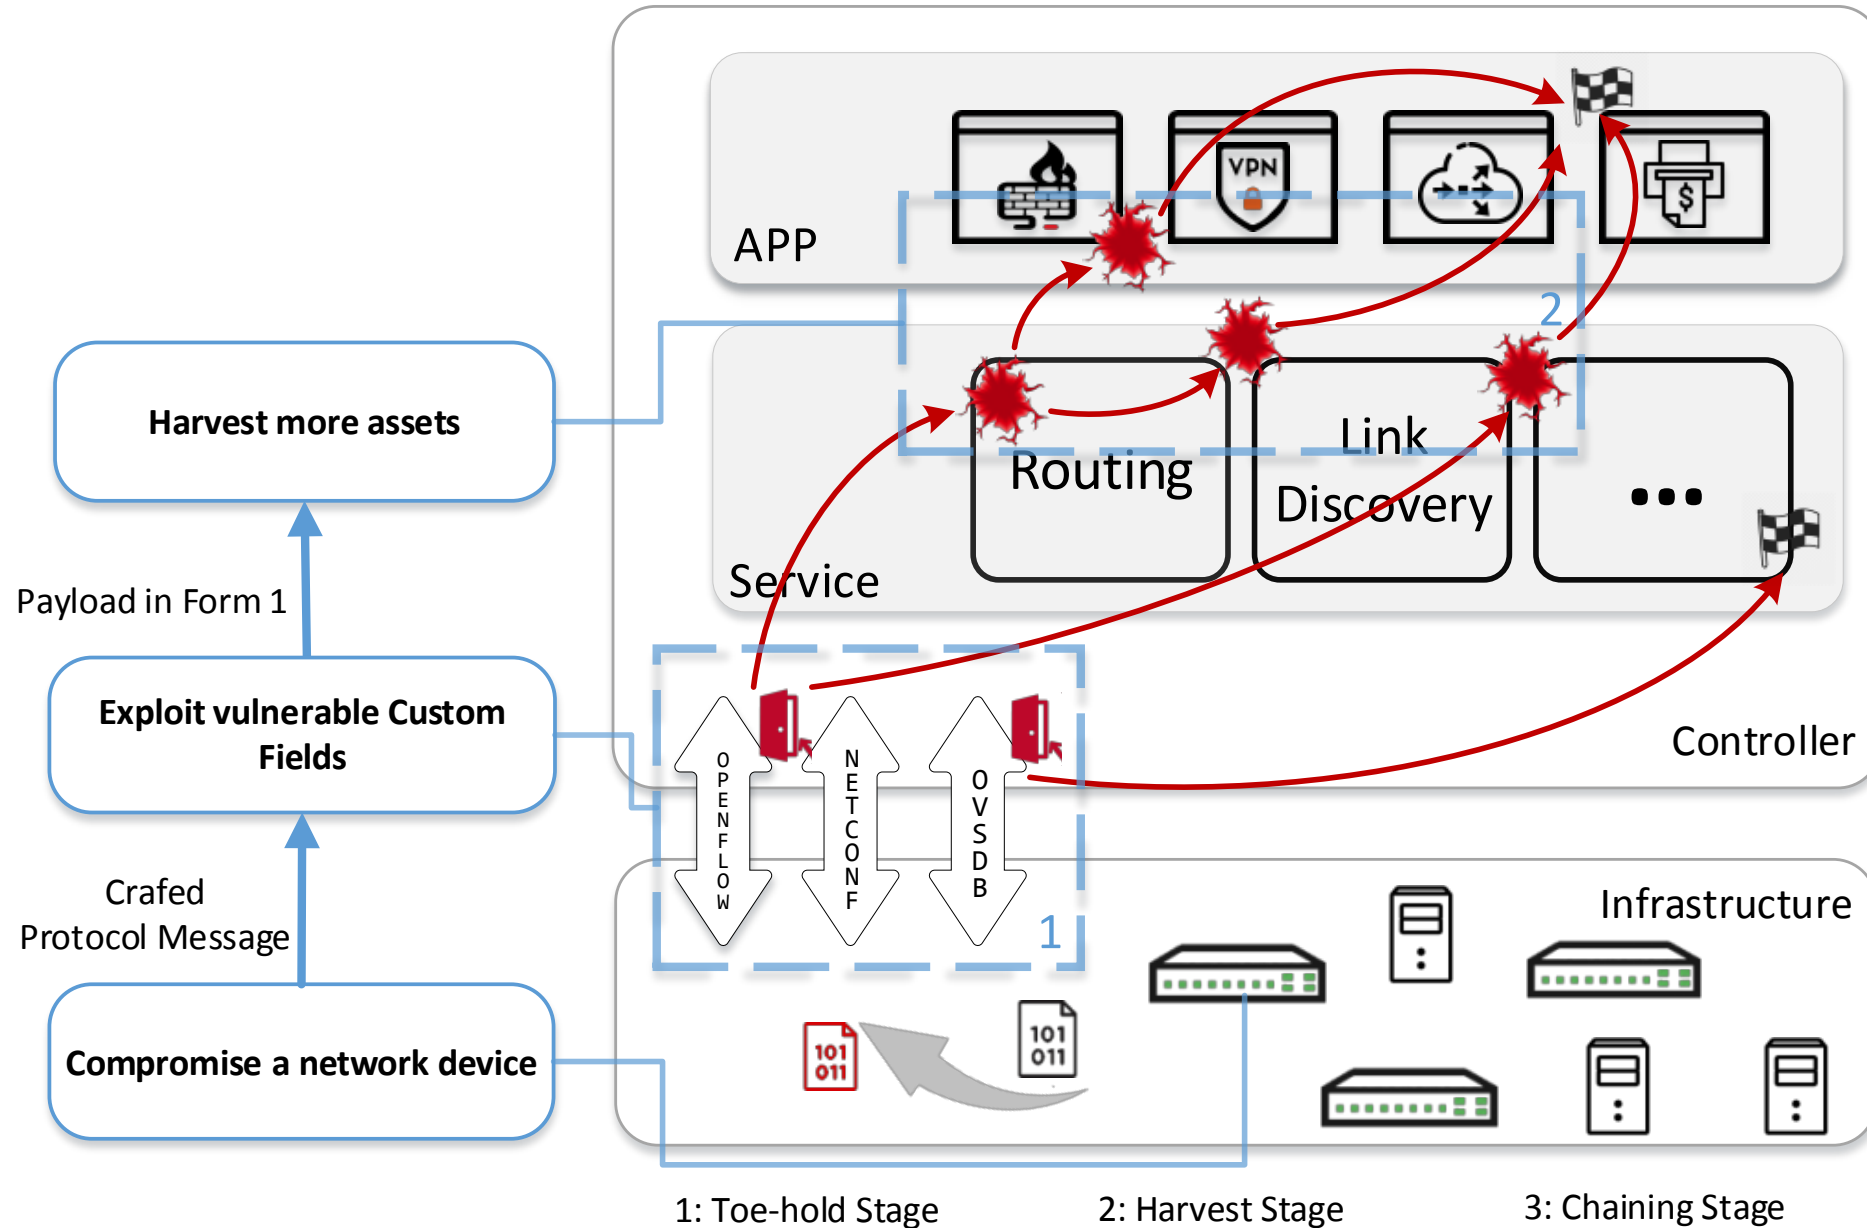 VPN
$
APP
2
Harvest more assets
Link
Routing
Discovery
...
Service
Payload in Form 1
Exploit vulnerable Custom
Fields
Controller
OPENFLOW
NETCONF
OVSDB
Crafed
Protocol Message
1
Infrastructure
101
011
101
011
Compromise a network device
1: Toe-hold Stage
2: Harvest Stage
3: Chaining Stage